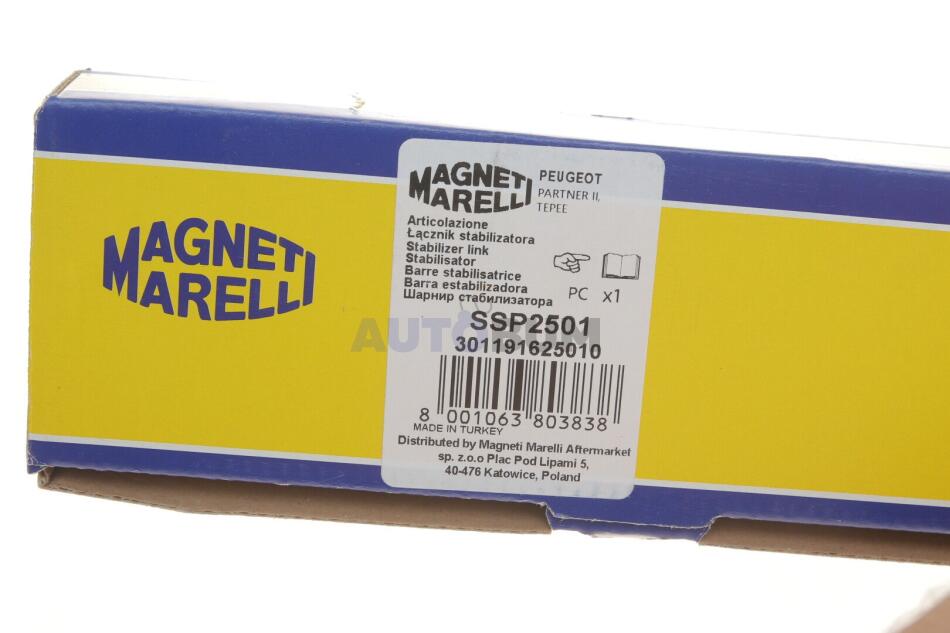 MAGNETI
MARELLI
MAGNETI
MARELLI
PEUGEOT
PARTNER II,
TEPEE
Articolazione
Łącznik stabilizatora
Stabilizer link
Stabilisator
Barre stabilisatrice
Barra estabilizadora
Шарнир стабилизатора
PC x1
SSP2501
301191625010
8 001063 803838
MADE IN TURKEY
Distributed by Magneti Marelli Aftermarket
sp. z.o.o Plac Pod Lipami 5,
40-476 Katowice, Poland